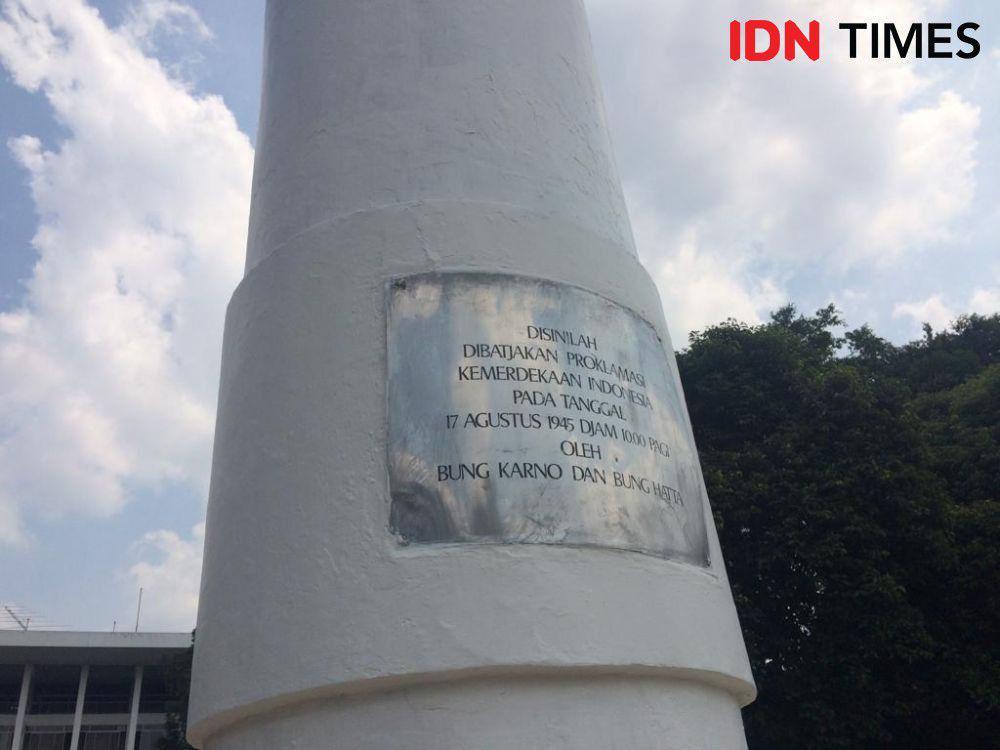 IDN TIMES
DISINILAH
DIBATJAKAN PROKLAMASI
KEMERDEKAAN INDONESIA
PADA TANGGAL
17 AGUSTUS 1945 DJAM 10.00 PAGI
OLEH
BUNG KARNO DAN BUNG HATTA